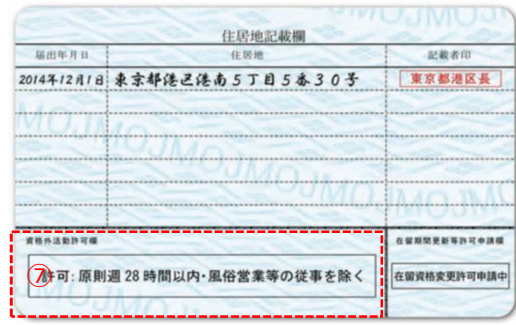 住居地記載欄
届出年月日 住居地 記載者印
2014年12月1日 東京都港区港南5丁目5番30号 東京都港区長
MOJMOJMOJMOJMOJ
資格外活動許可欄 在留期間更新等許可申請欄
⑦許可:原則週28時間以内・風俗営業等の従事を除く 在留資格変更許可申請中